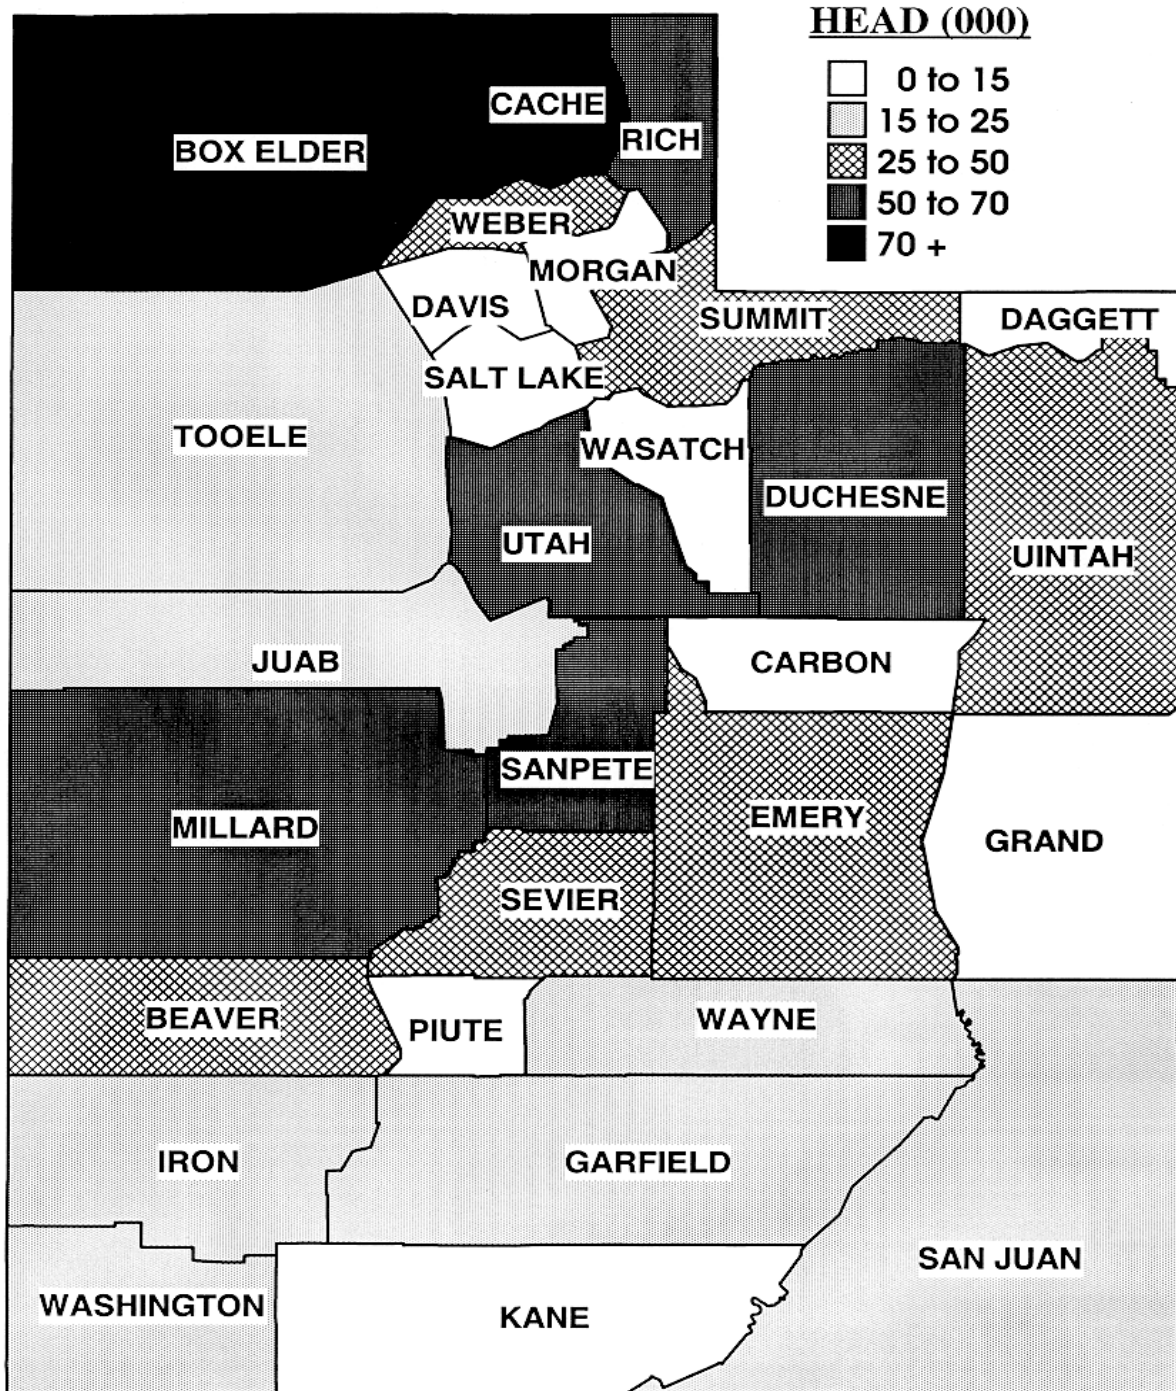 HEAD (000)
0 to 15
15 to 25
25 to 50
50 to 70
70 +
CACHE
RICH
BOX ELDER
WEBER
MORGAN
DAVIS
SUMMIT
DAGGETT
SALT LAKE
TOOELE
WASATCH
DUCHESNE
UTAH
UINTAH
JUAB
CARBON
SANPETE
MILLARD
EMERY
GRAND
SEVIER
BEAVER
PIUTE
WAYNE
IRON
GARFIELD
SAN JUAN
WASHINGTON
KANE